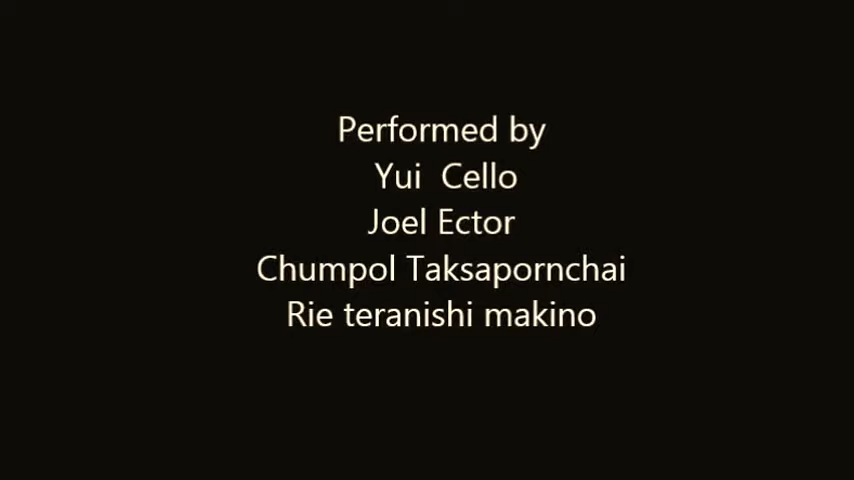 Performed by
Yui  Cello
Joel Ector
Chumpol Taksapornchai
Rie teranishi makino